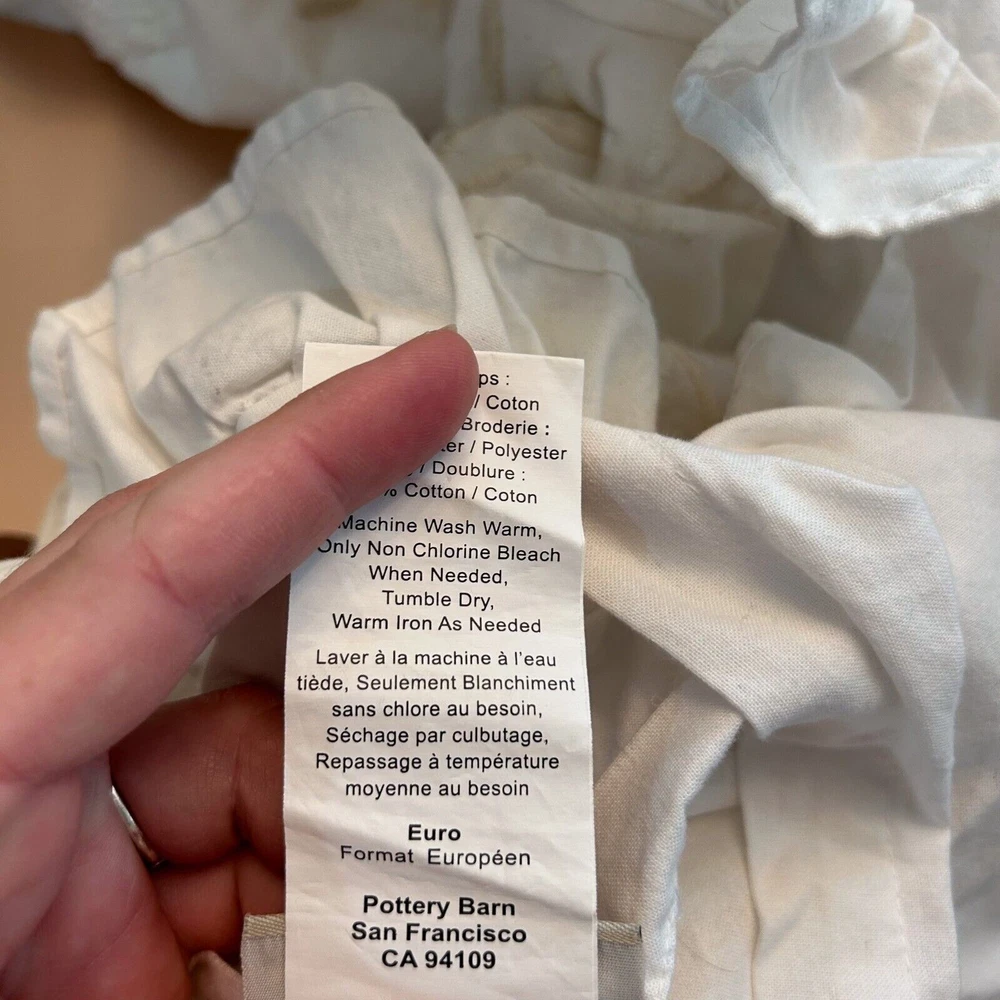 / Coton
Broderie :
/ Polyester
/ Doublure :
% Cotton / Coton
Machine Wash Warm,
Only Non Chlorine Bleach
When Needed,
Tumble Dry,
Warm Iron As Needed
Laver à la machine à l'eau
tiède, Seulement Blanchiment
sans chlore au besoin,
Séchage par culbutage,
Repassage à température
moyenne au besoin
Euro
Format Européen
Pottery Barn
San Francisco
CA 94109